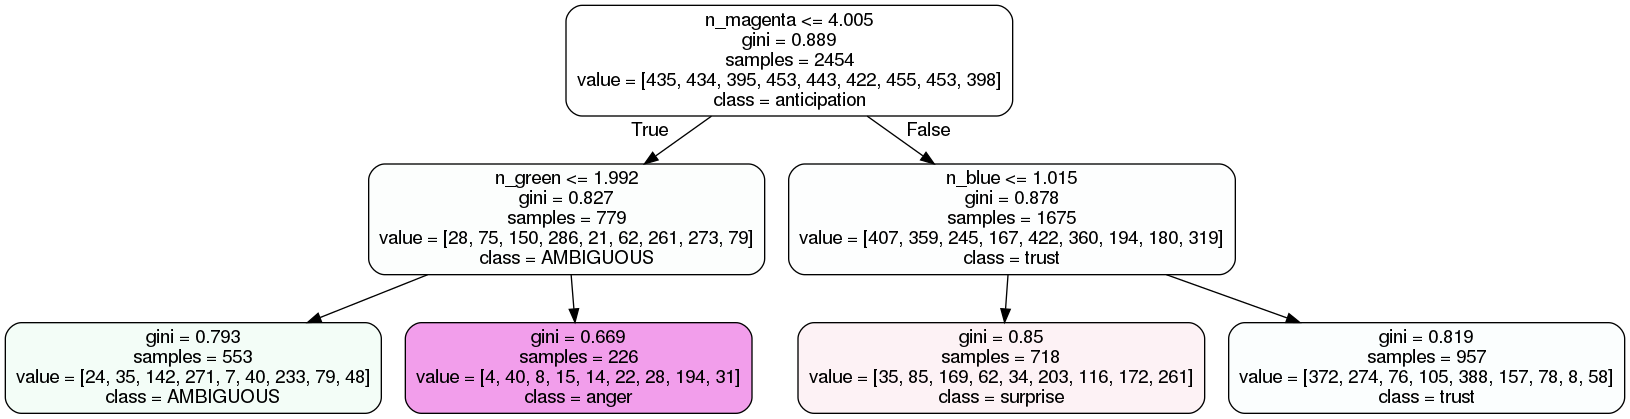 n_magenta <= 4.005
gini = 0.889
samples = 2454
value = [435, 434, 395, 453, 443, 422, 455, 453, 398]
class = anticipation
True
False
n_green <= 1.992
gini = 0.827
samples = 779
value = [28, 75, 150, 286, 21, 62, 261, 273, 79]
class = AMBIGUOUS
n_blue <= 1.015
gini = 0.878
samples = 1675
value = [407, 359, 245, 167, 422, 360, 194, 180, 319]
class = trust
gini = 0.793
samples = 553
value = [24, 35, 142, 271, 7, 40, 233, 79, 48]
class = AMBIGUOUS
gini = 0.669
samples = 226
value = [4, 40, 8, 15, 14, 22, 28, 194, 31]
class = anger
gini = 0.85
samples = 718
value = [35, 85, 169, 62, 34, 203, 116, 172, 261]
class = surprise
gini = 0.819
samples = 957
value = [372, 274, 76, 105, 388, 157, 78, 8, 58]
class = trust